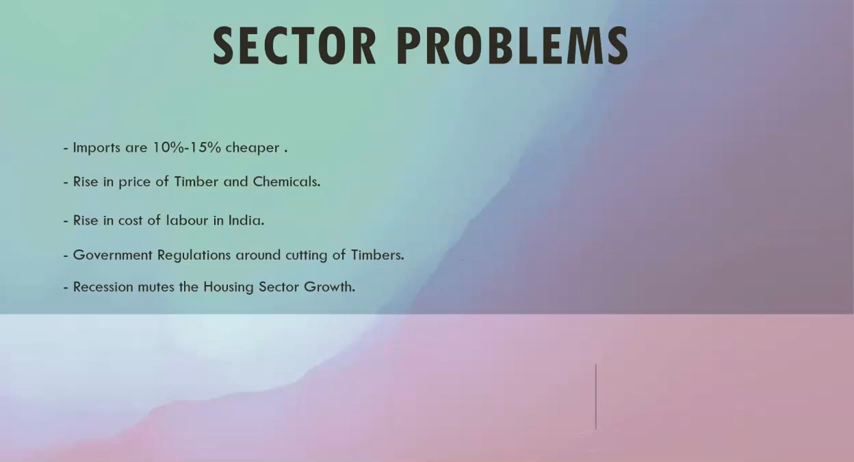 SECTOR PROBLEMS
- Imports are 10%-15% cheaper .
- Rise in price of Timber and Chemicals.
- Rise in cost of labour in India.
- Government Regulations around cutting of Timbers.
- Recession mutes the Housing Sector Growth.